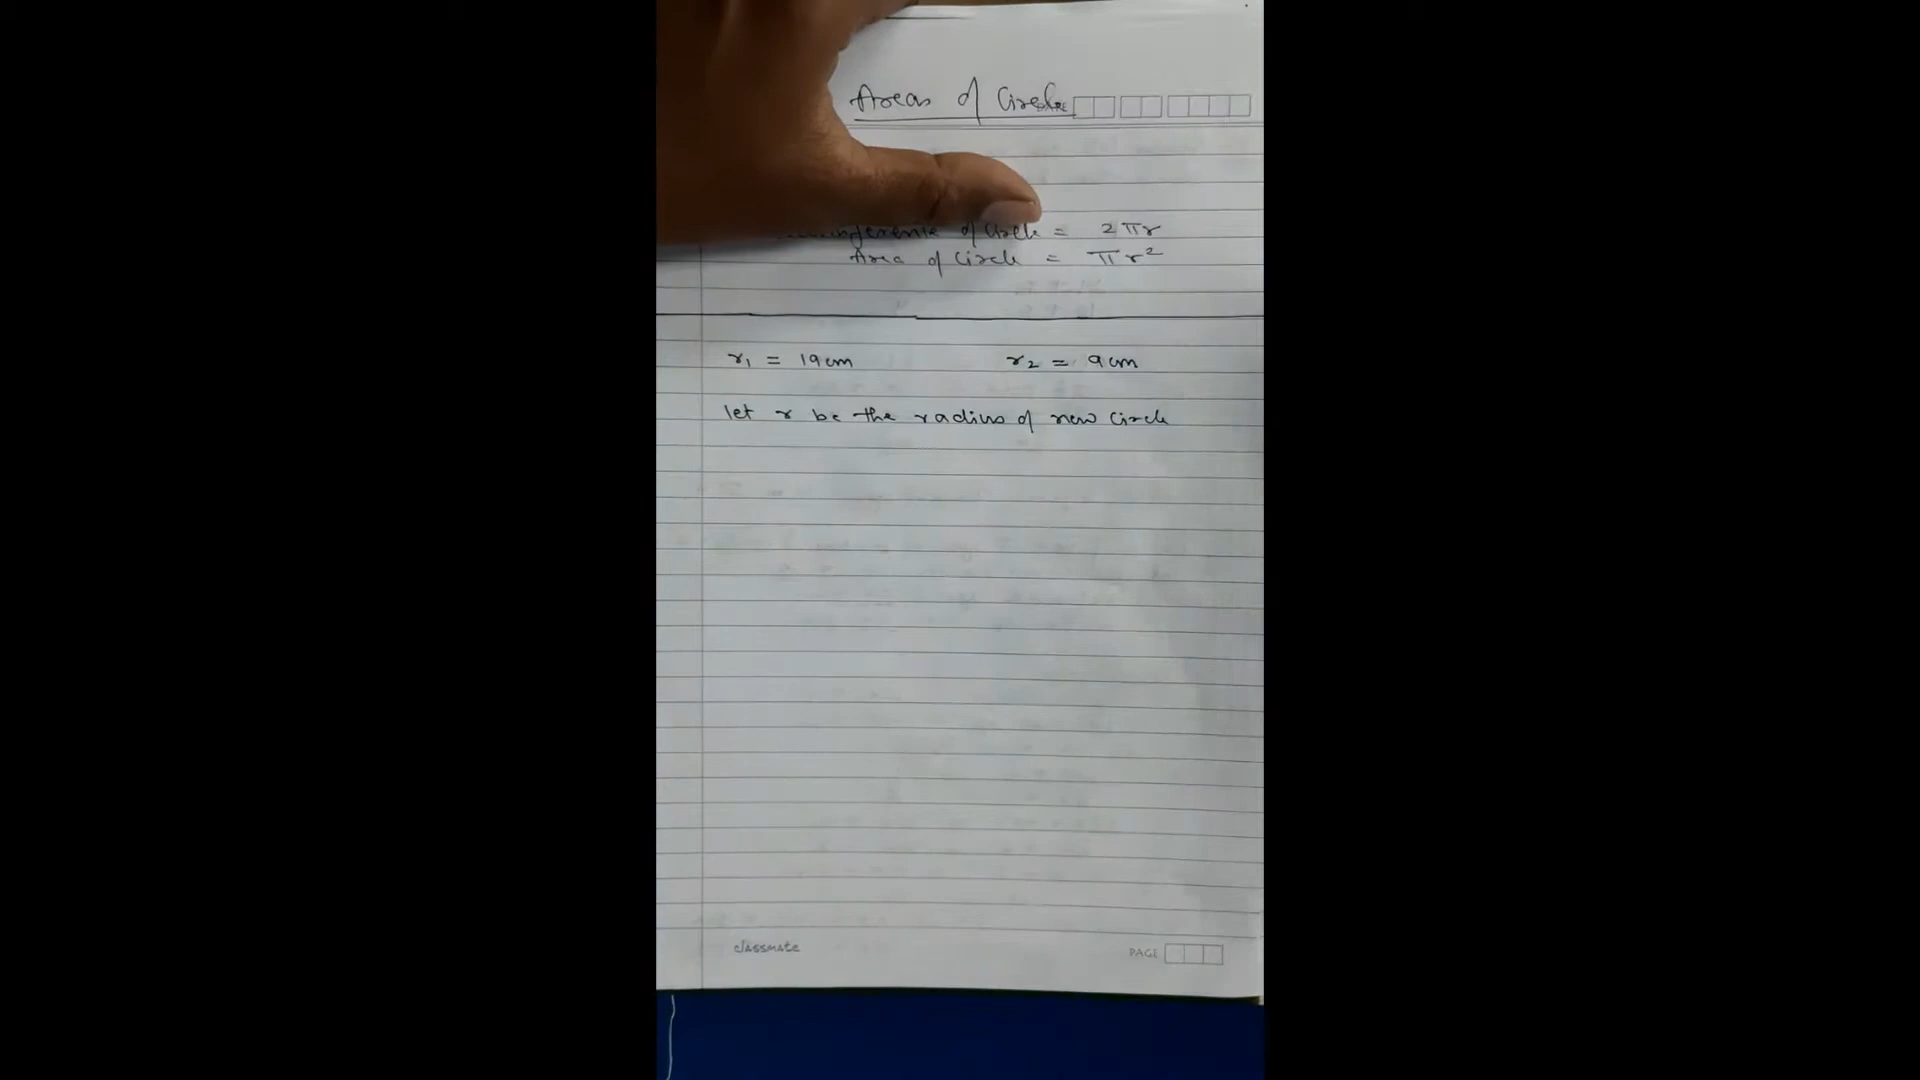 Areas of Circle
of Circle = 2πr
Area of Circle = πr²
r₁ = 19cm r₂ = 9cm
let r be the radius of new Circle
classmate
PAGE